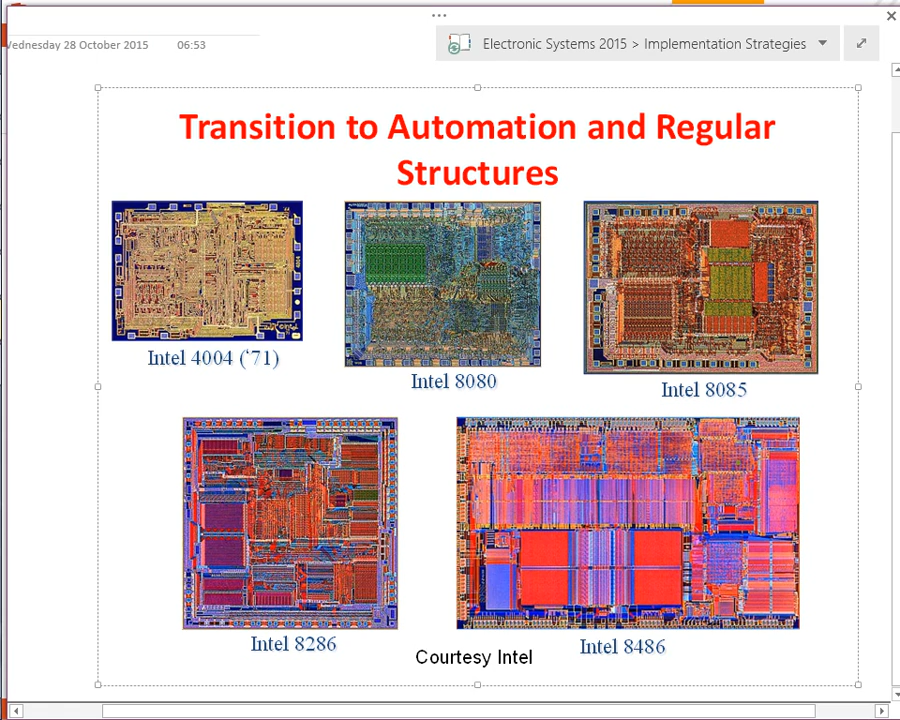 Wednesday 28 October 2015 06:53
Electronic Systems 2015 > Implementation Strategies
Transition to Automation and Regular
Structures
Intel 4004 (‘71)
Intel 8080
Intel 8085
Intel 8286
Intel 8486
Courtesy Intel